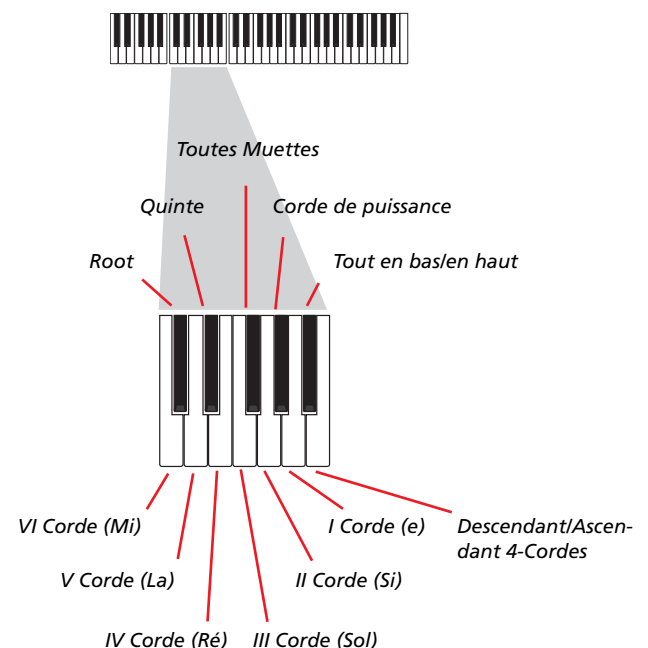 Toutes Muettes
Quinte
Corde de puissance
Root
Tout en bas/en haut
VI Corde (Mi)
I Corde (e)
Descendant/Ascen-
dant 4-Cordes
V Corde (La)
II Corde (Si)
IV Corde (Ré)
III Corde (Sol)